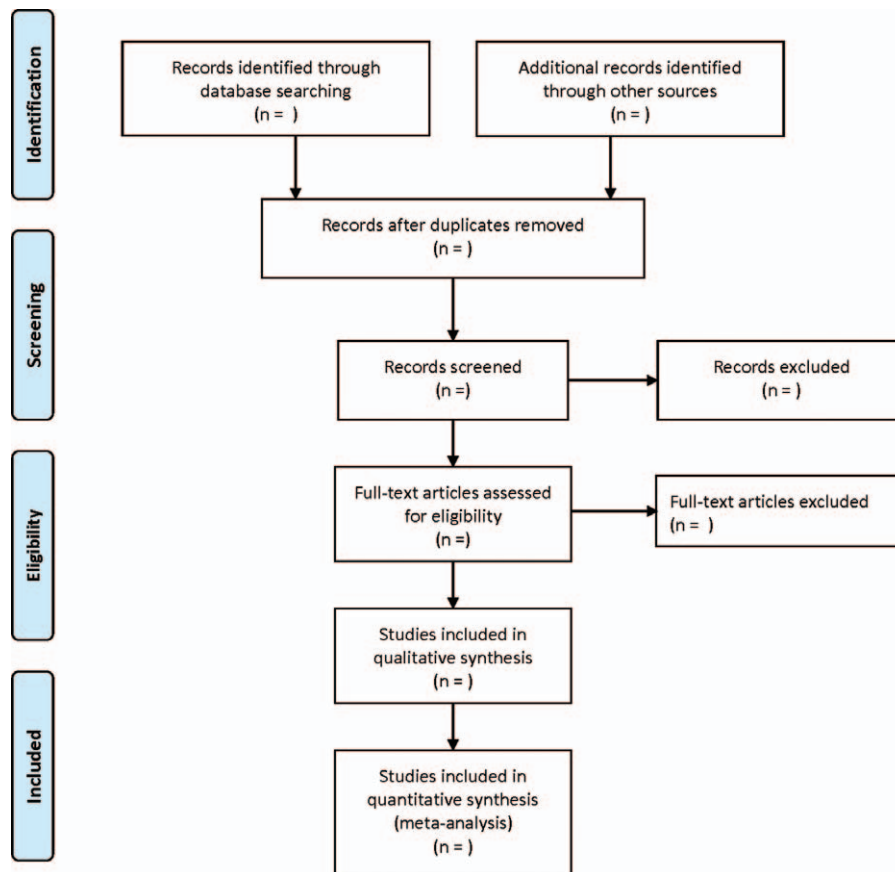 Identification
Records identified through
database searching
(n =  )
Additional records identified
through other sources
(n = )
Records after duplicates removed
(n = )
Screening
Records screened
(n =)
Records excluded
(n = )
Eligibility
Full-text articles assessed
for eligibility
(n =)
Full-text articles excluded
(n =  )
Studies included in
qualitative synthesis
(n = )
Included
Studies included in
quantitative synthesis
(meta-analysis)
(n = )